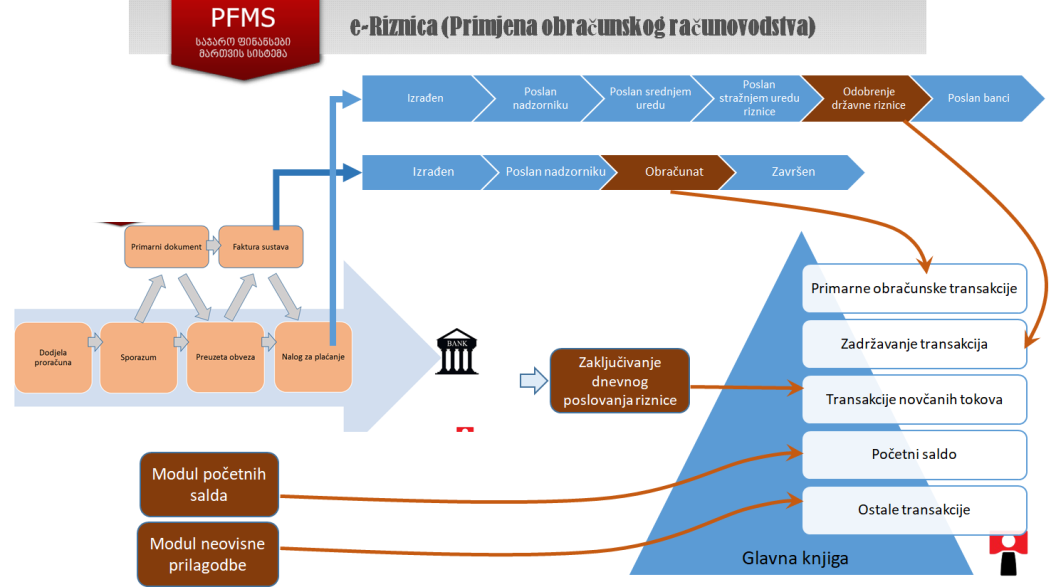 PFMS
საჯარო ფინანსები
მართვის სისტემა
e-Riznica (Primjena obračunskog računovodstva)
Izrađen
Poslan
nadzorniku
Poslan srednjem
uredu
Poslan
stražnjem uredu
riznice
Odobrenje
državne riznice
Poslan banci
Izrađen
Poslan nadzorniku
Obračunat
Završen
Primarni dokument
Faktura sustava
Dodjela
proračuna
Sporazum
Preuzeta obveza
Nalog za plaćanje
BANK
Zaključivanje
dnevnog
poslovanja riznice
Primarne obračunske transakcije
Zadržavanje transakcija
Transakcije novčanih tokova
Početni saldo
Ostale transakcije
Modul početnih
salda
Modul neovisne
prilagodbe
Glavna knjiga